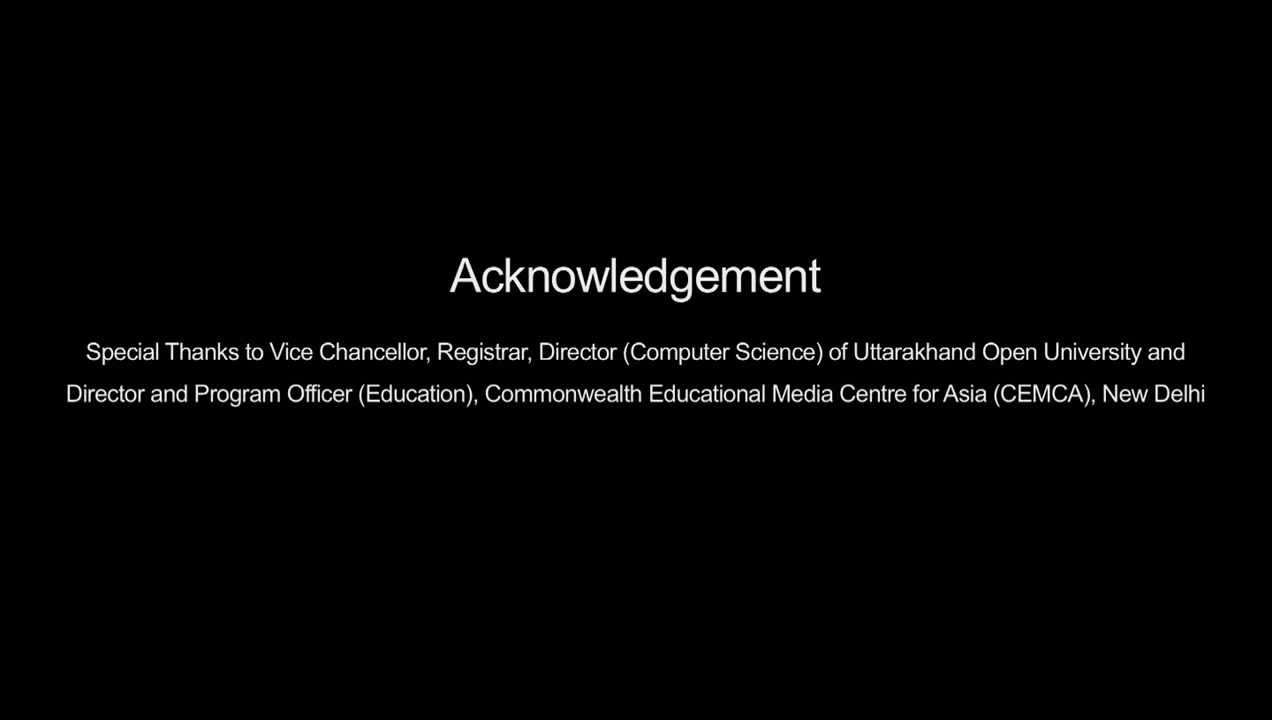 Acknowledgement
Special Thanks to Vice Chancellor, Registrar, Director (Computer Science) of Uttarakhand Open University and
Director and Program Officer (Education), Commonwealth Educational Media Centre for Asia (CEMCA), New Delhi